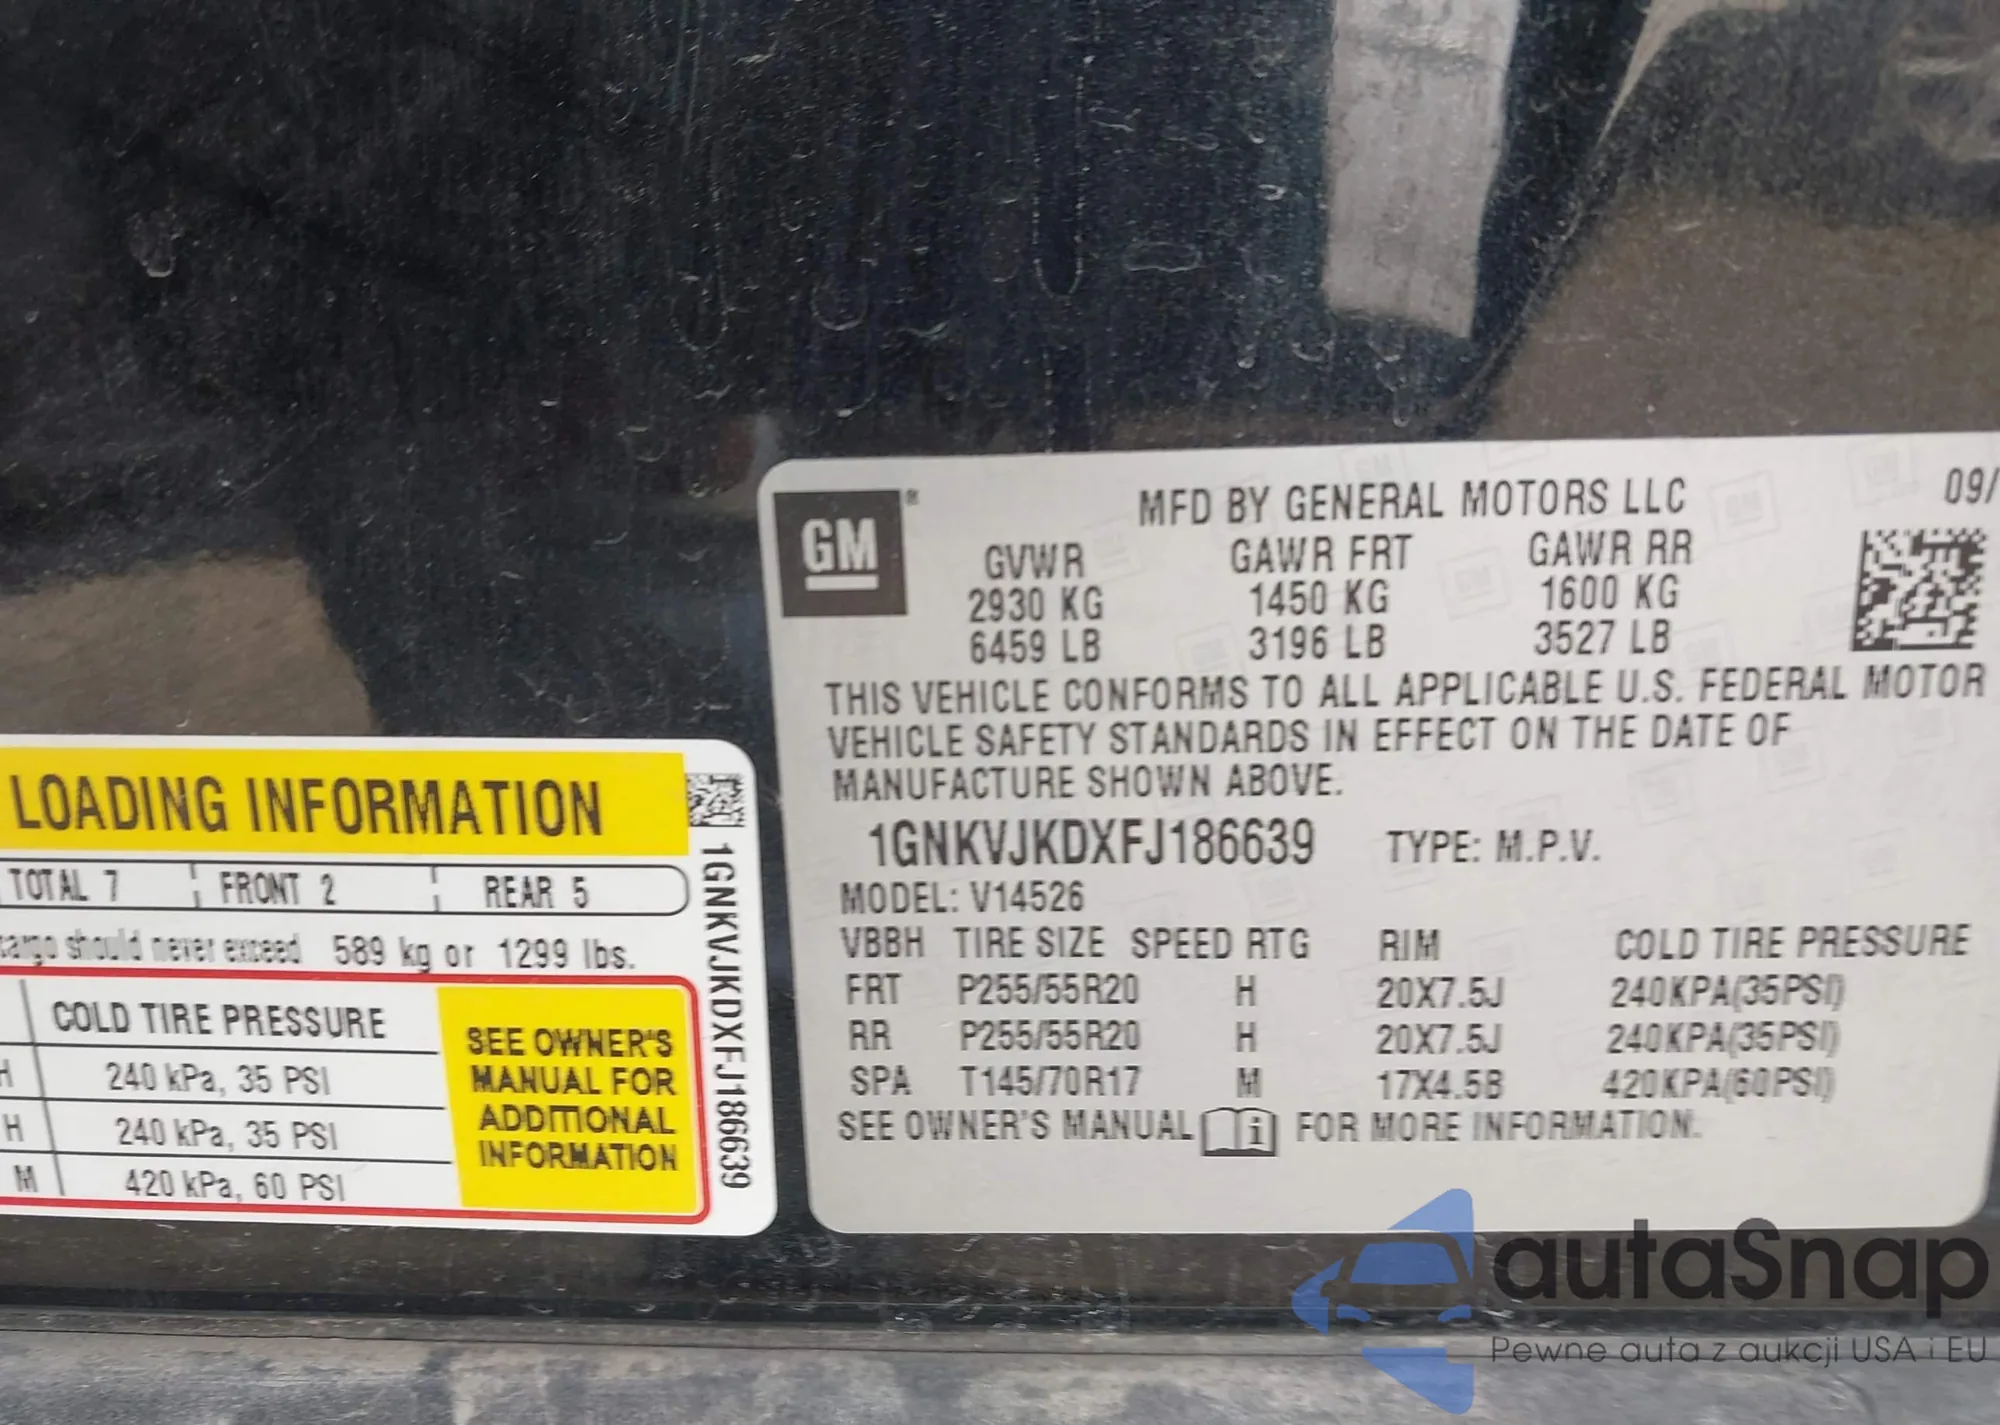 GM®
MFD BY GENERAL MOTORS LLC 09/
GVWR GAWR FRT GAWR RR
2930 KG 1450 KG 1600 KG
6459 LB 3196 LB 3527 LB
THIS VEHICLE CONFORMS TO ALL APPLICABLE U.S. FEDERAL MOTOR
VEHICLE SAFETY STANDARDS IN EFFECT ON THE DATE OF
MANUFACTURE SHOWN ABOVE.
1GNKVJKDXFJ186639 TYPE: M.P.V.
MODEL: V14526
VBBH TIRE SIZE SPEED RTG RIM COLD TIRE PRESSURE
FRT P255/55R20 H 20X7.5J 240KPA(35PSI)
RR P255/55R20 H 20X7.5J 240KPA(35PSI)
SPA T145/70R17 M 17X4.5B 420KPA(60PSI)
SEE OWNER'S MANUAL i FOR MORE INFORMATION.
LOADING INFORMATION
TOTAL 7 FRONT 2 REAR 5
cargo should never exceed 589 kg or 1299 lbs.
COLD TIRE PRESSURE
H 240 kPa, 35 PSI
H 240 kPa, 35 PSI
M 420 kPa, 60 PSI
SEE OWNER'S
MANUAL FOR
ADDITIONAL
INFORMATION
1GNKVJKDXFJ186639
autaSnap
Pewne auta z aukcji USA i EU